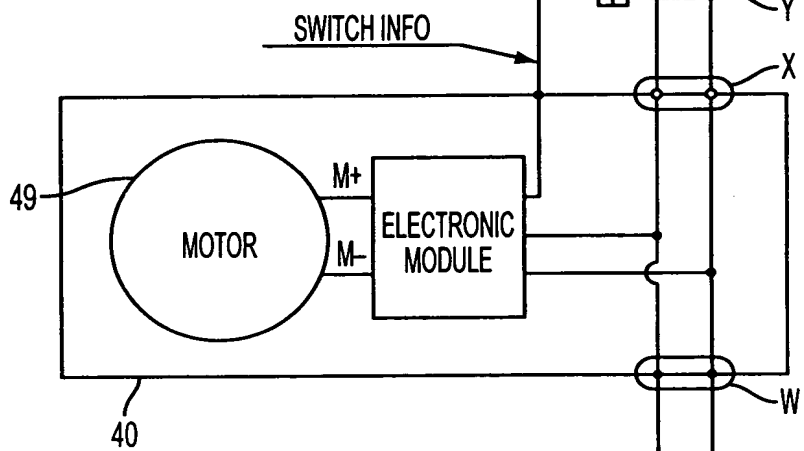 Y
SWITCH INFO
X
49
M+
MOTOR
ELECTRONIC
MODULE
M–
W
40